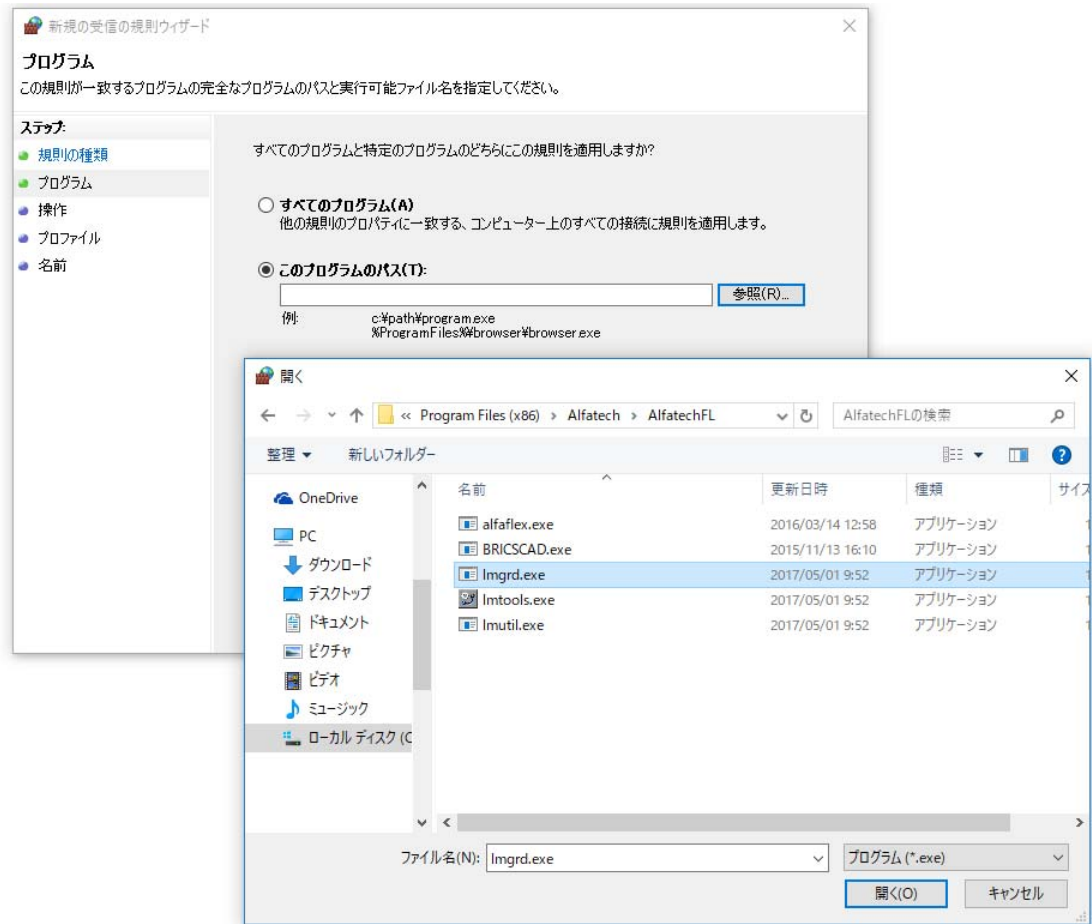 新規の受信の規則ウィザード
プログラム
この規則が一致するプログラムの完全なプログラムのパスと実行可能ファイル名を指定してください。
ステップ:
規則の種類
プログラム
操作
プロファイル
名前
すべてのプログラムと特定のプログラムのどちらにこの規則を適用しますか?
すべてのプログラム(A)
他の規則のプロパティに一致する、コンピューター上のすべての接続に規則を適用します。
このプログラムのパス(T):
参照(R)...
例: c:¥path¥program.exe
%ProgramFiles%¥browser¥browser.exe
開く
« Program Files (x86) › Alfatech › AlfatechFL
AlfatechFLの検索
整理 新しいフォルダー
OneDrive
PC
ダウンロード
デスクトップ
ドキュメント
ピクチャ
ビデオ
ミュージック
ローカル ディスク (C
名前 更新日時 種類 サイズ
alfaflex.exe 2016/03/14 12:58 アプリケーション 1
BRICSCAD.exe 2015/11/13 16:10 アプリケーション 1
lmgrd.exe 2017/05/01 9:52 アプリケーション 1
lmtools.exe 2017/05/01 9:52 アプリケーション 1
lmutil.exe 2017/05/01 9:52 アプリケーション 1
ファイル名(N): lmgrd.exe プログラム (*.exe)
開く(O) キャンセル